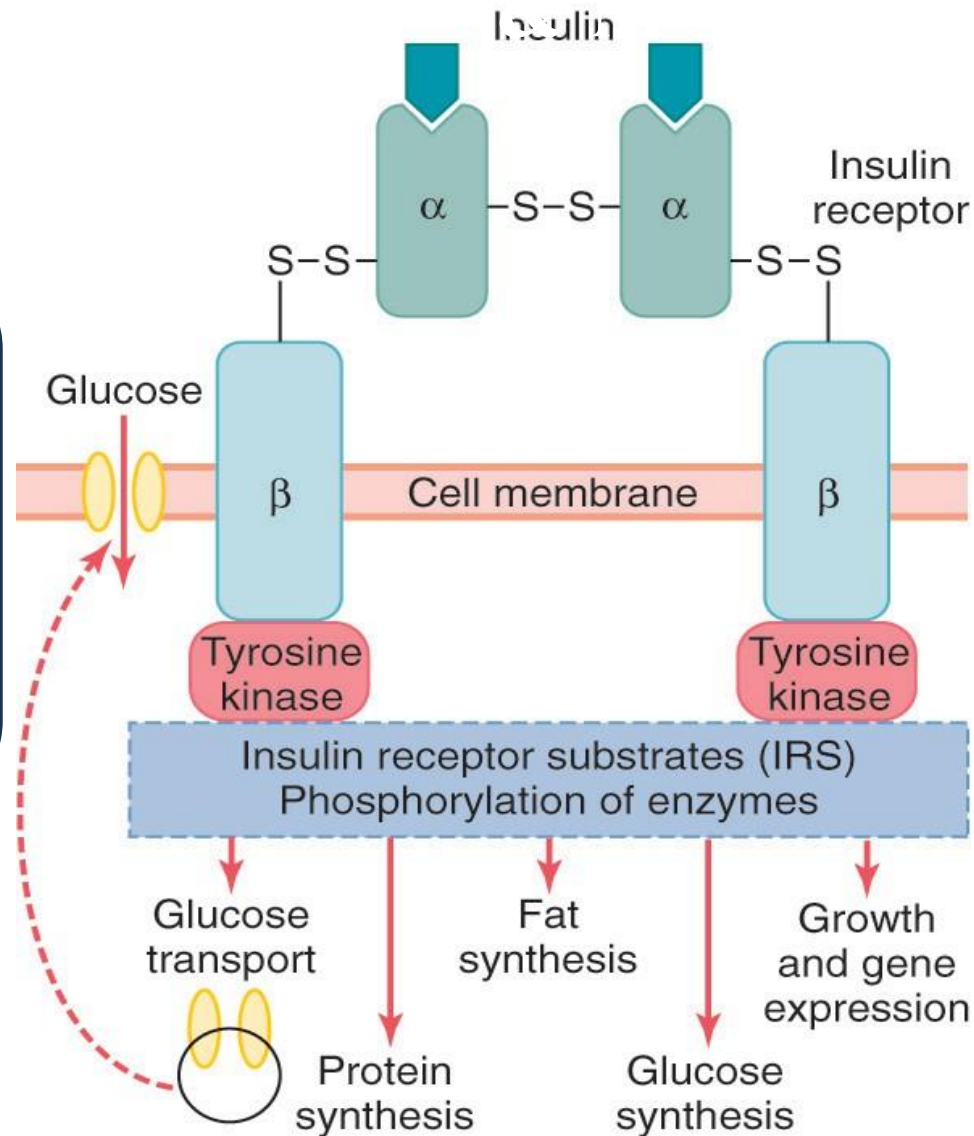 Insulin
α
α
–S–S–
Insulin
receptor
S–S–
–S–S
Glucose
β
Cell membrane
β
Tyrosine
kinase
Tyrosine
kinase
Insulin receptor substrates (IRS)
Phosphorylation of enzymes
Glucose
transport
Fat
synthesis
Growth
and gene
expression
Protein
synthesis
Glucose
synthesis